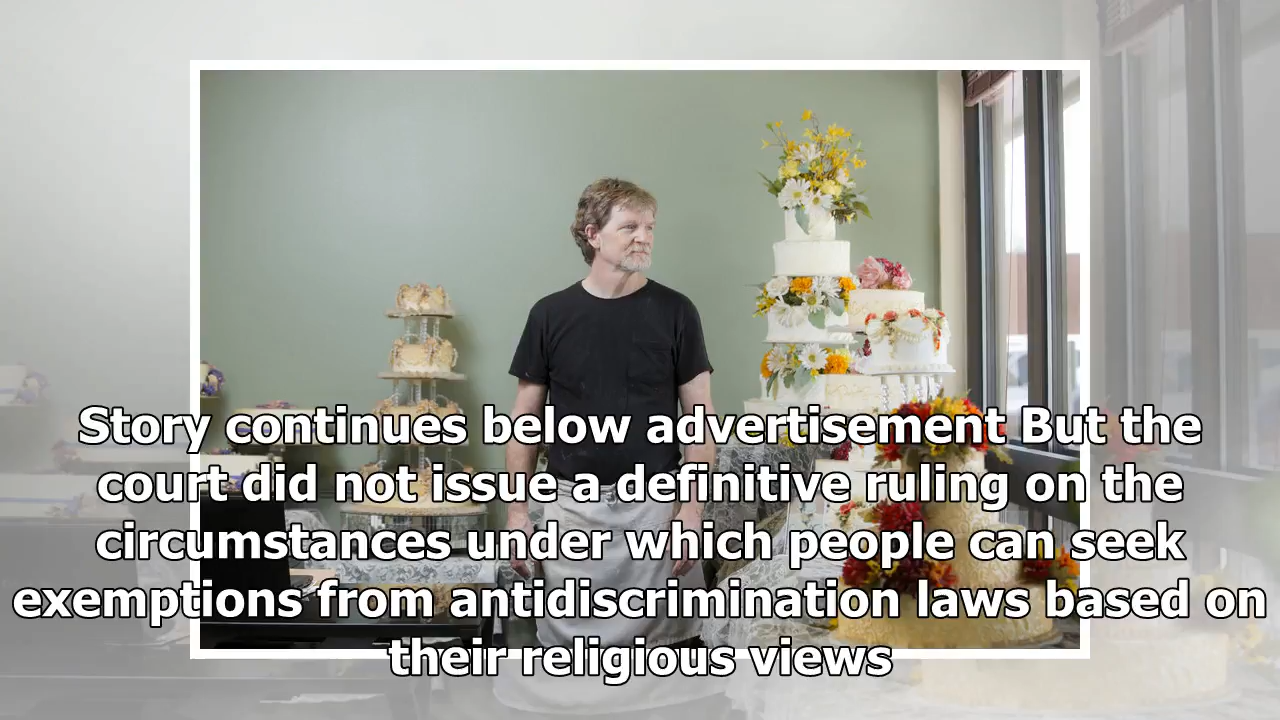 Story continues below advertisement But the
court did not issue a definitive ruling on the
circumstances under which people can seek
exemptions from antidiscrimination laws based on
their religious views